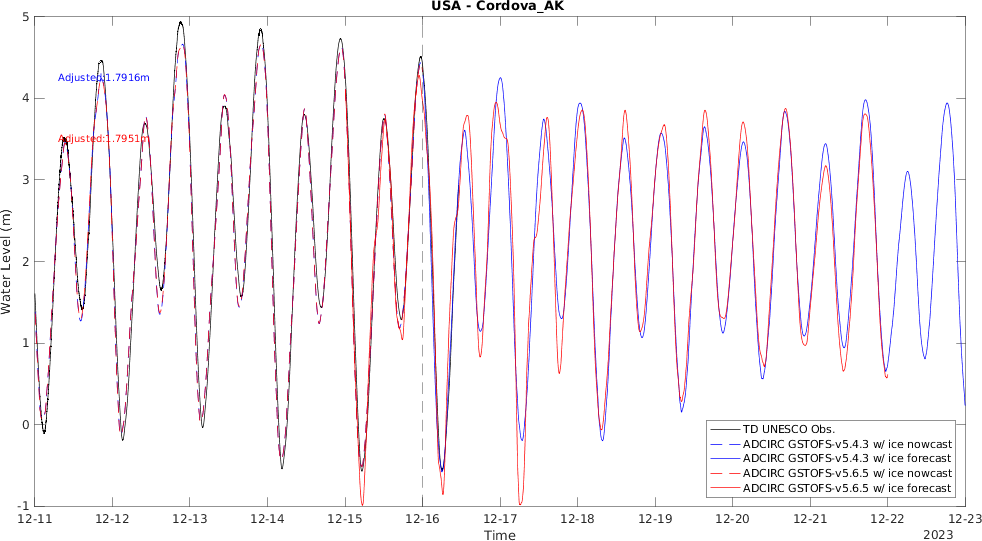 USA - Cordova_AK
5
4
3
2
1
0
-1
Water Level (m)
Adjusted:1.7916m
Adjusted:1.7951m
TD UNESCO Obs.
ADCIRC GSTOFS-v5.4.3 w/ ice nowcast
ADCIRC GSTOFS-v5.4.3 w/ ice forecast
ADCIRC GSTOFS-v5.6.5 w/ ice nowcast
ADCIRC GSTOFS-v5.6.5 w/ ice forecast
12-11 12-12 12-13 12-14 12-15 12-16 12-17 12-18 12-19 12-20 12-21 12-22 12-23
Time
2023